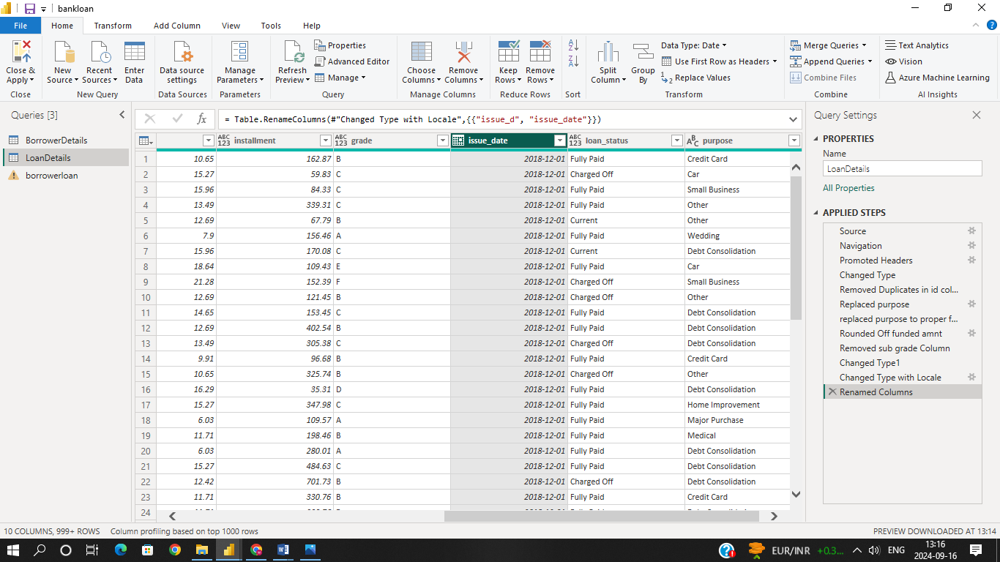 bankloan
File Home Transform Add Column View Tools Help
Close & Apply
New Source
Recent Sources
Enter Data
Data source settings
Manage Parameters
Refresh Preview
Properties
Advanced Editor
Manage
Choose Columns
Remove Columns
Keep Rows
Remove Rows
Split Column
Group By
Data Type: Date
Use First Row as Headers
Replace Values
Merge Queries
Append Queries
Combine Files
Text Analytics
Vision
Azure Machine Learning
Close New Query Data Sources Parameters Query Manage Columns Reduce Rows Sort Transform Combine AI Insights
Queries [3]
BorrowerDetails
LoanDetails
borrowerloan
fx = Table.RenameColumns(#"Changed Type with Locale",{{"issue_d", "issue_date"}})
ABC 123 installment ABC 123 grade issue_date ABC 123 loan_status ABC purpose
1 10.65 162.87 B 2018-12-01 Fully Paid Credit Card
2 15.27 59.83 C 2018-12-01 Charged Off Car
3 15.96 84.33 C 2018-12-01 Fully Paid Small Business
4 13.49 339.31 C 2018-12-01 Fully Paid Other
5 12.69 67.79 B 2018-12-01 Current Other
6 7.9 156.46 A 2018-12-01 Fully Paid Wedding
7 15.96 170.08 C 2018-12-01 Current Debt Consolidation
8 18.64 109.43 E 2018-12-01 Fully Paid Car
9 21.28 152.39 F 2018-12-01 Charged Off Small Business
10 12.69 121.45 B 2018-12-01 Charged Off Other
11 14.65 153.45 C 2018-12-01 Fully Paid Debt Consolidation
12 12.69 402.54 B 2018-12-01 Fully Paid Debt Consolidation
13 13.49 305.38 C 2018-12-01 Charged Off Debt Consolidation
14 9.91 96.68 B 2018-12-01 Fully Paid Credit Card
15 10.65 325.74 B 2018-12-01 Charged Off Other
16 16.29 35.31 D 2018-12-01 Fully Paid Debt Consolidation
17 15.27 347.98 C 2018-12-01 Fully Paid Home Improvement
18 6.03 109.57 A 2018-12-01 Fully Paid Major Purchase
19 11.71 198.46 B 2018-12-01 Fully Paid Medical
20 6.03 280.01 A 2018-12-01 Fully Paid Debt Consolidation
21 15.27 484.63 C 2018-12-01 Fully Paid Debt Consolidation
22 12.42 701.73 B 2018-12-01 Charged Off Debt Consolidation
23 11.71 330.76 B 2018-12-01 Fully Paid Credit Card
24
Query Settings
PROPERTIES
Name
LoanDetails
All Properties
APPLIED STEPS
Source
Navigation
Promoted Headers
Changed Type
Removed Duplicates in id col...
Replaced purpose
replaced purpose to proper f...
Rounded Off funded amnt
Removed sub grade Column
Changed Type1
Changed Type with Locale
Renamed Columns
10 COLUMNS, 999+ ROWS Column profiling based on top 1000 rows PREVIEW DOWNLOADED AT 13:14
EUR/INR +0.3... ENG 13:16
2024-09-16